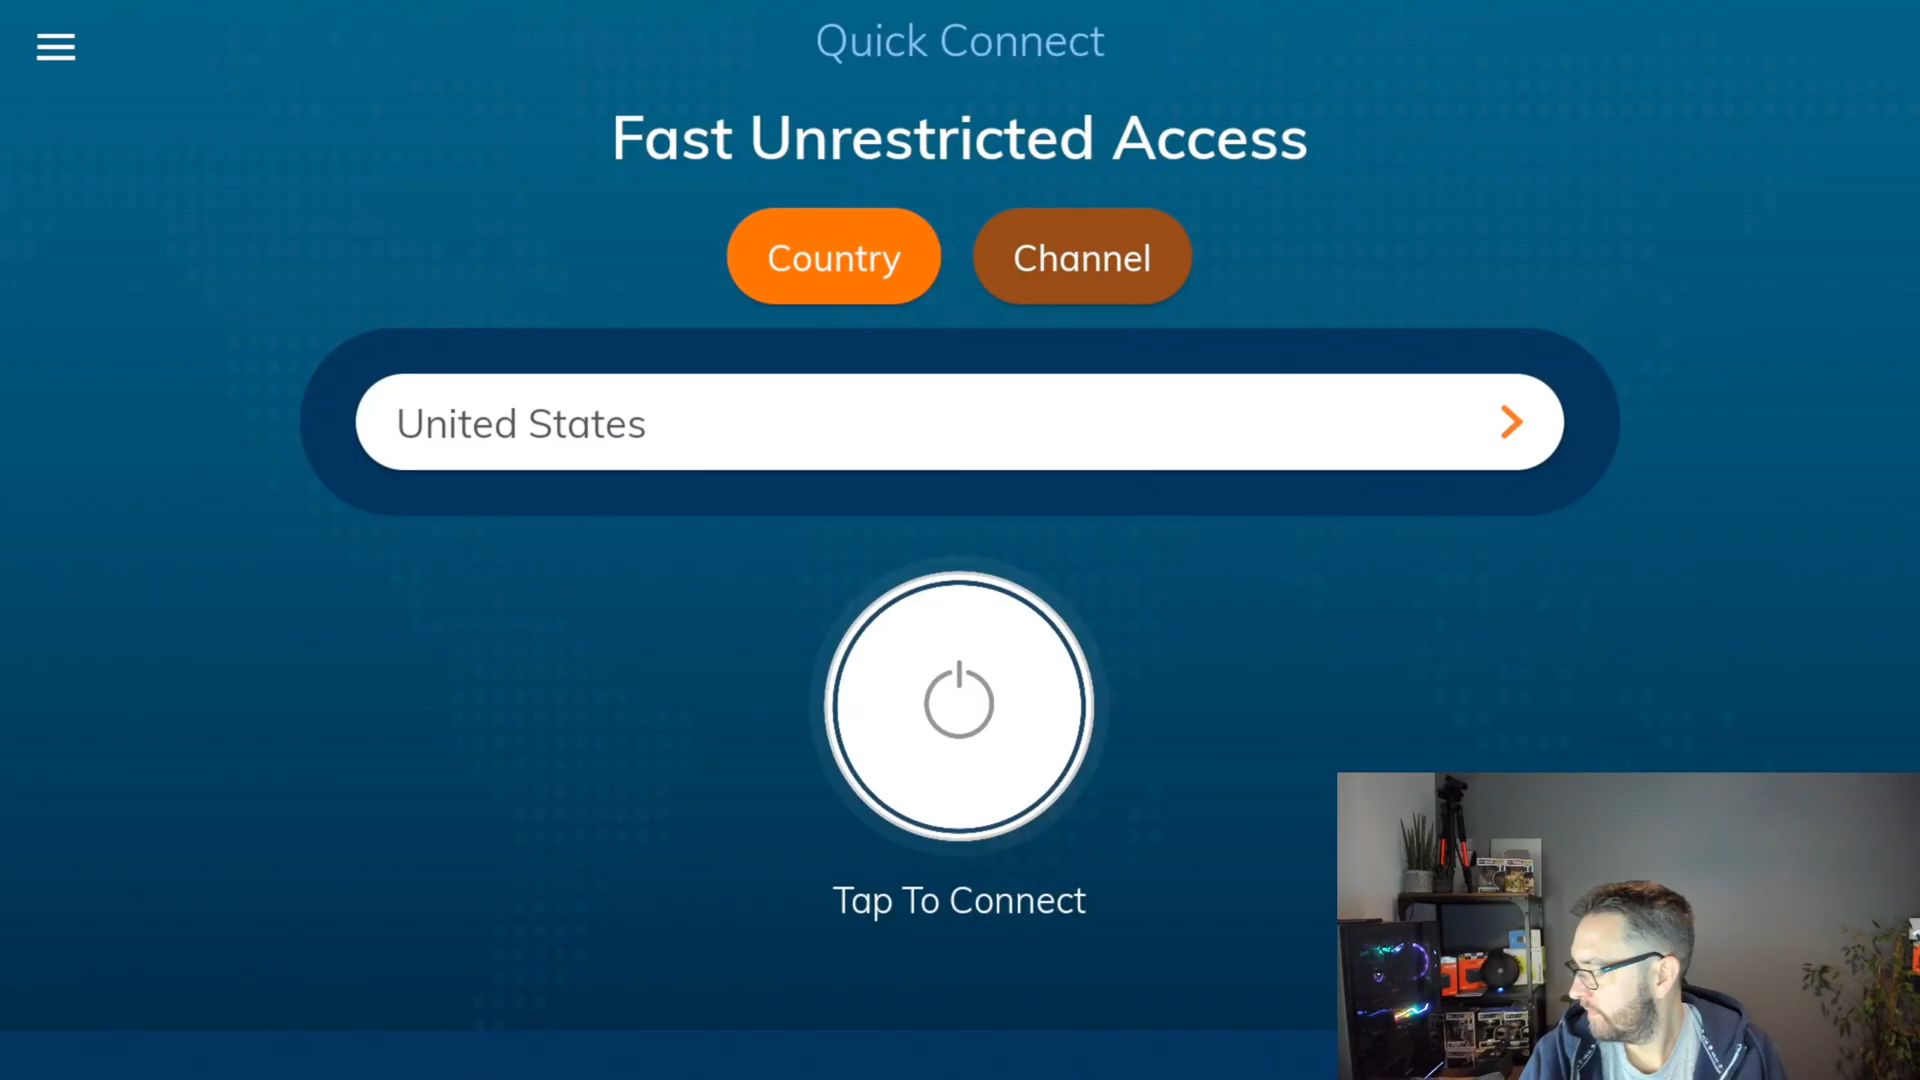 Quick Connect
Fast Unrestricted Access
Country
Channel
United States
Tap To Connect